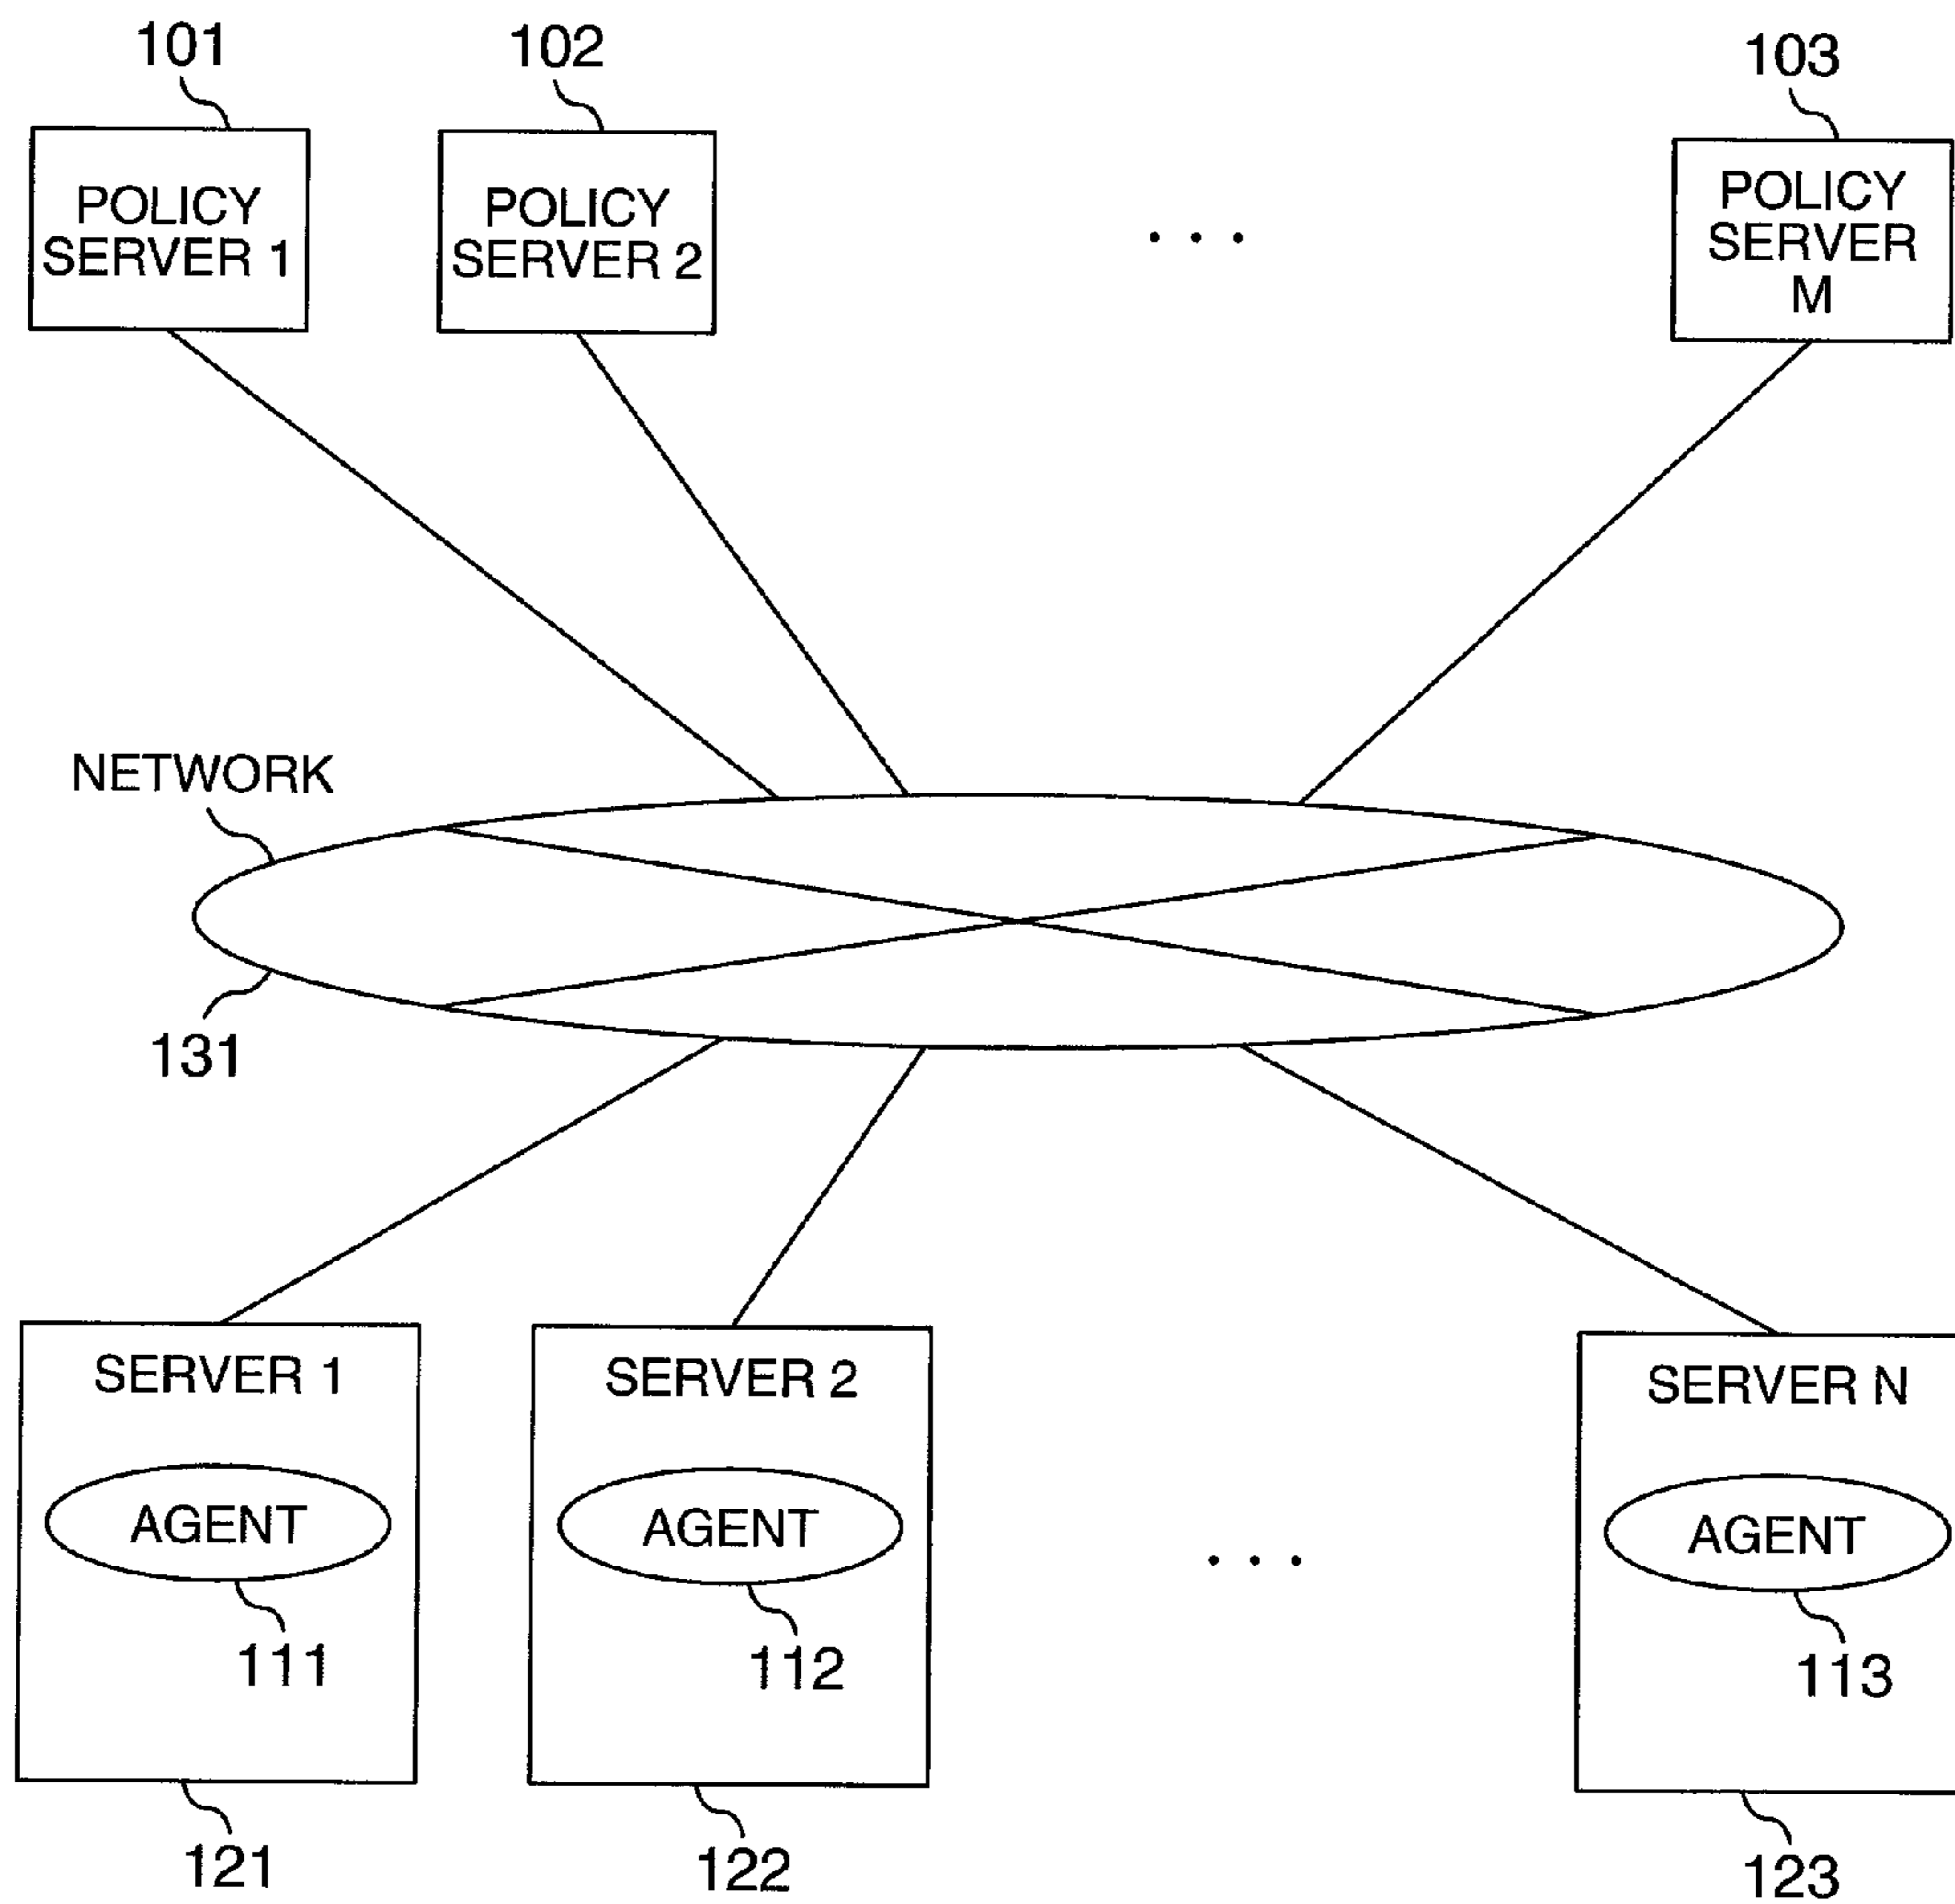 101
102
103
POLICY
SERVER 1
POLICY
SERVER 2
. . .
POLICY
SERVER
M
NETWORK
131
SERVER 1
SERVER 2
SERVER N
AGENT
AGENT
. . .
AGENT
111
112
113
121
122
123